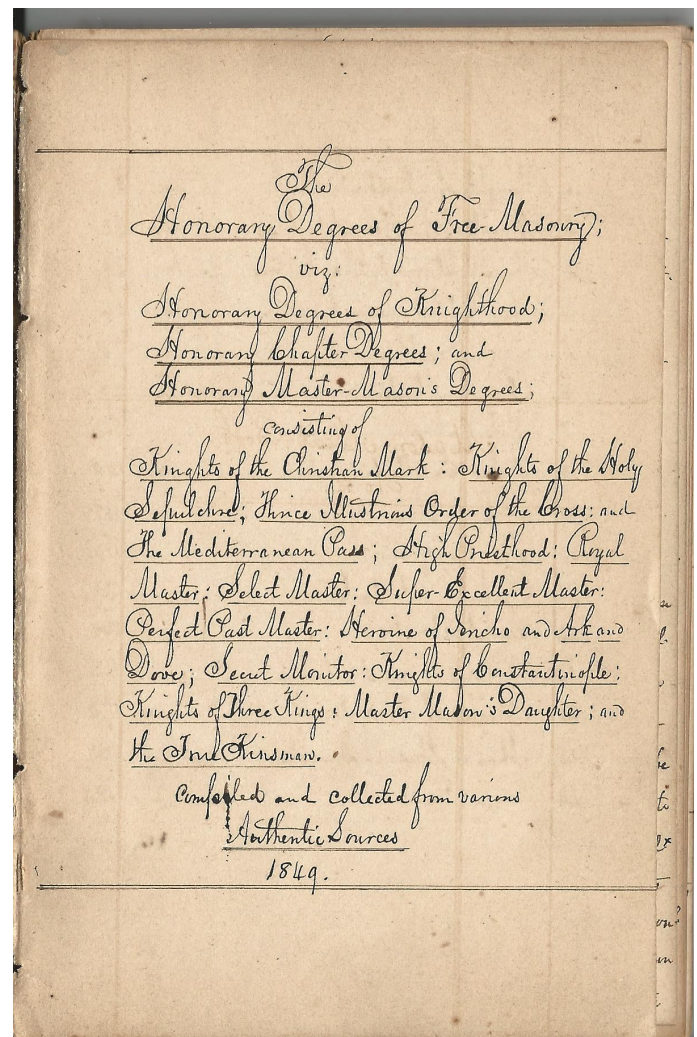 The
Honorary Degrees of Free-Masonry;
viz:
Honorary Degrees of Knighthood;
Honorary Chapter Degrees; and
Honorary Master-Mason's Degrees;
consisting of
Knights of the Christian Mark: Knights of the Holy
Sepulchre; Thrice Illustrious Order of the Cross: and
The Mediterranean Pass; High Priesthood: Royal
Master: Select Master: Super-Excellent Master:
Perfect Past Master: Heroine of Jericho and Ark and
Dove; Secret Monitor: Knights of Constantinople:
Knights of Three Kings: Master Mason's Daughter; and
the True Kinsman.
Compiled and collected from various
Authentic Sources
1849.